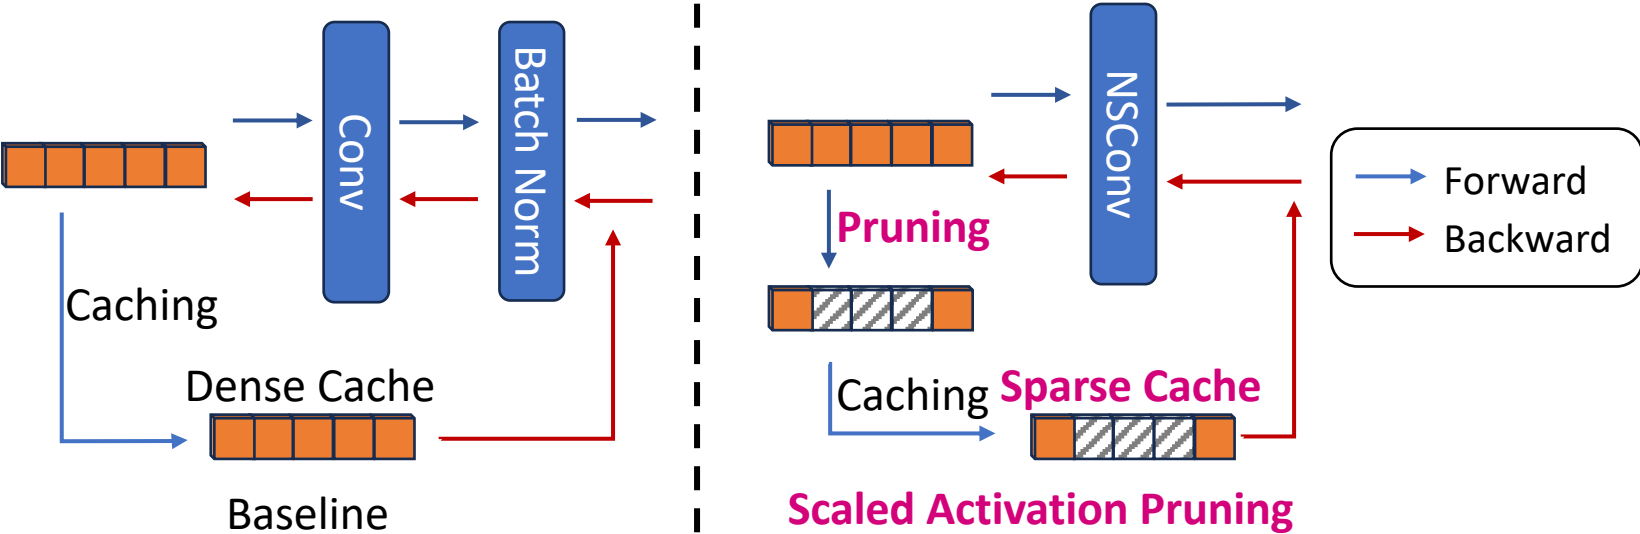 Conv
Batch Norm
Caching
Dense Cache
Baseline
NSConv
Pruning
Caching
Sparse Cache
Scaled Activation Pruning
Forward
Backward